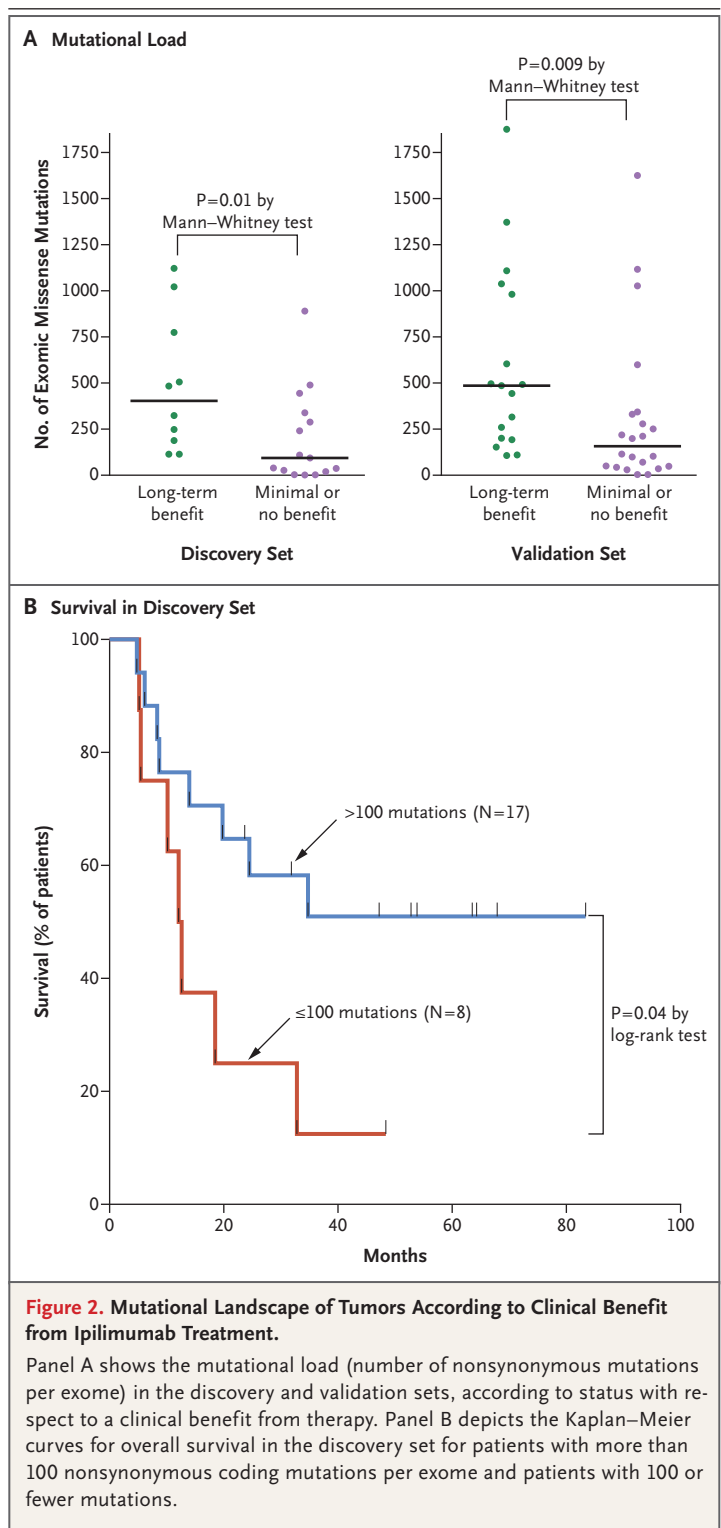 A Mutational Load
P=0.009 by
Mann–Whitney test
P=0.01 by
Mann–Whitney test
No. of Exomic Missense Mutations
1750
1500
1250
1000
750
500
250
0
1750
1500
1250
1000
750
500
250
0
Long-term
benefit
Minimal or
no benefit
Long-term
benefit
Minimal or
no benefit
Discovery Set
Validation Set
B Survival in Discovery Set
Survival (% of patients)
100
80
60
40
20
0
>100 mutations (N=17)
≤100 mutations (N=8)
P=0.04 by
log-rank test
0 20 40 60 80 100
Months
Figure 2. Mutational Landscape of Tumors According to Clinical Benefit
from Ipilimumab Treatment.
Panel A shows the mutational load (number of nonsynonymous mutations
per exome) in the discovery and validation sets, according to status with re-
spect to a clinical benefit from therapy. Panel B depicts the Kaplan–Meier
curves for overall survival in the discovery set for patients with more than
100 nonsynonymous coding mutations per exome and patients with 100 or
fewer mutations.